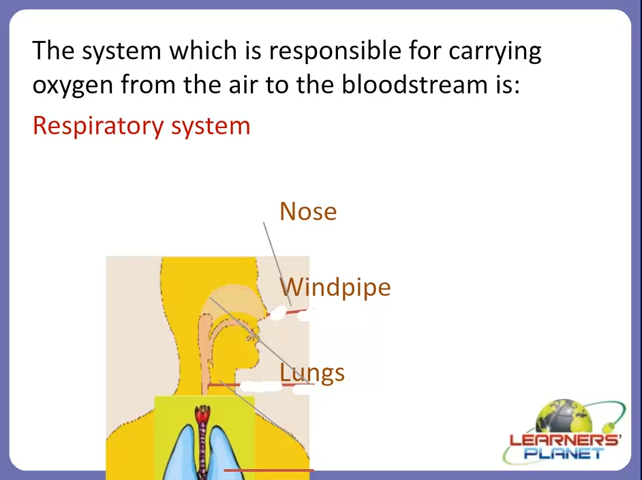 The system which is responsible for carrying
oxygen from the air to the bloodstream is:
Respiratory system
Nose
Windpipe
Lungs
LEARNERS'
PLANET